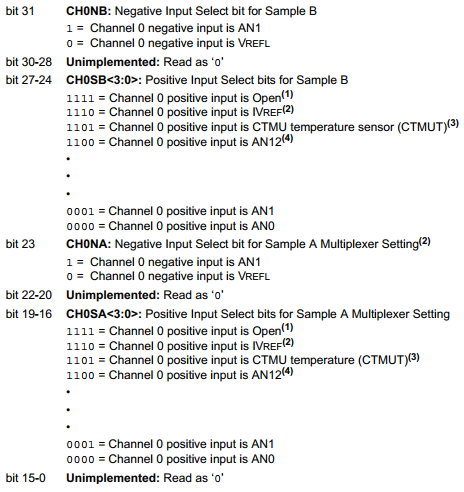 bit 31 CH0NB: Negative Input Select bit for Sample B
1 = Channel 0 negative input is AN1
0 = Channel 0 negative input is VREFL
bit 30-28 Unimplemented: Read as ‘0’
bit 27-24 CH0SB<3:0>: Positive Input Select bits for Sample B
1111 = Channel 0 positive input is Open(1)
1110 = Channel 0 positive input is IVREF(2)
1101 = Channel 0 positive input is CTMU temperature sensor (CTMUT)(3)
1100 = Channel 0 positive input is AN12(4)
•
•
•
0001 = Channel 0 positive input is AN1
0000 = Channel 0 positive input is AN0
bit 23 CH0NA: Negative Input Select bit for Sample A Multiplexer Setting(2)
1 = Channel 0 negative input is AN1
0 = Channel 0 negative input is VREFL
bit 22-20 Unimplemented: Read as ‘0’
bit 19-16 CH0SA<3:0>: Positive Input Select bits for Sample A Multiplexer Setting
1111 = Channel 0 positive input is Open(1)
1110 = Channel 0 positive input is IVREF(2)
1101 = Channel 0 positive input is CTMU temperature (CTMUT)(3)
1100 = Channel 0 positive input is AN12(4)
•
•
•
0001 = Channel 0 positive input is AN1
0000 = Channel 0 positive input is AN0
bit 15-0 Unimplemented: Read as ‘0’